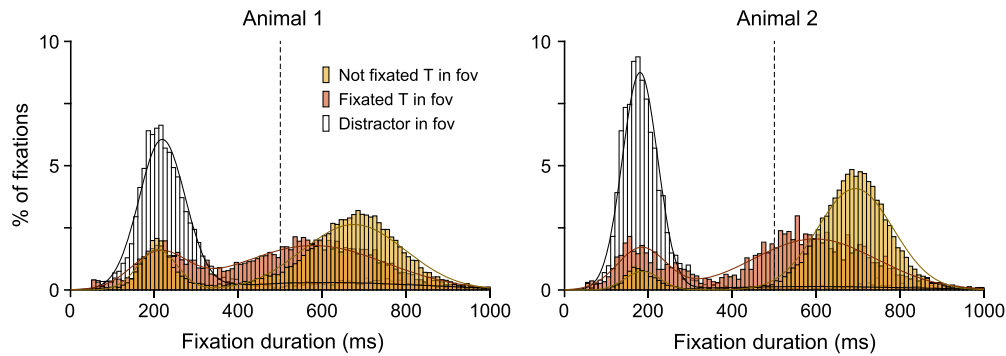 Animal 1
Animal 2
10
5
0
% of fixations
Not fixated T in fov
Fixated T in fov
Distractor in fov
0
200
400
600
800
1000
Fixation duration (ms)
10
5
0
0
200
400
600
800
1000
Fixation duration (ms)